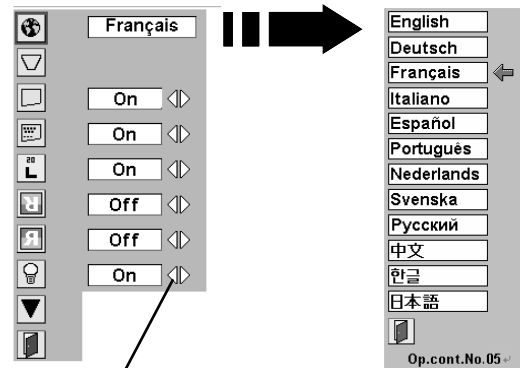 Français
On
On
20
L
On
Off
Off
On
English
Deutsch
Français
Italiano
Español
Português
Nederlands
Svenska
Русский
中文
한글
日本語
Op.cont.No.05